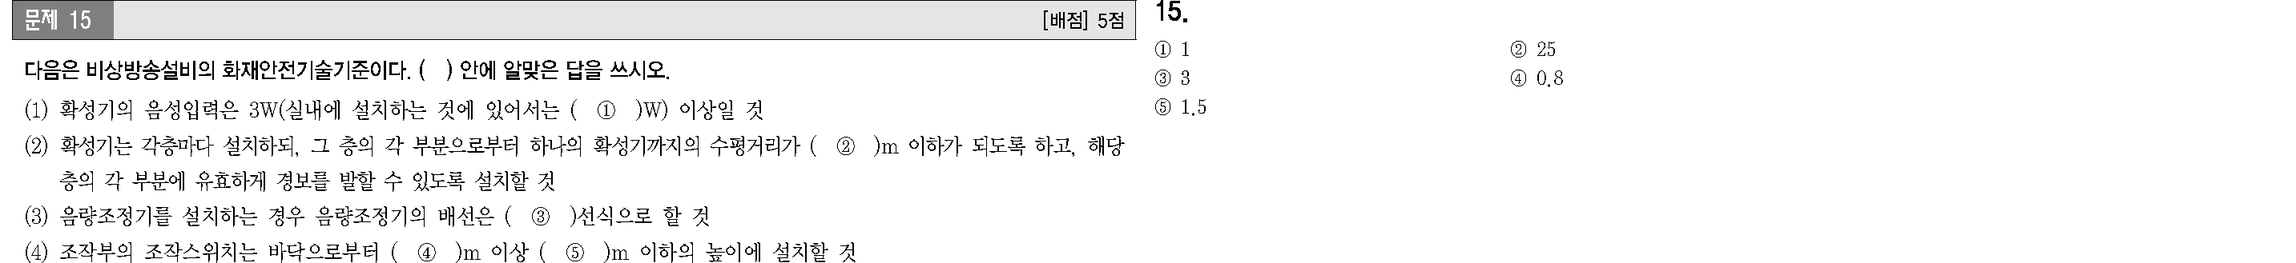 문제 15
[배점] 5점
다음은 비상방송설비의 화재안전기술기준이다. (   ) 안에 알맞은 답을 쓰시오.
(1) 확성기의 음성입력은 3W(실내에 설치하는 것에 있어서는 ( ① )W) 이상일 것
(2) 확성기는 각층마다 설치하되, 그 층의 각 부분으로부터 하나의 확성기까지의 수평거리가 ( ② )m 이하가 되도록 하고, 해당
층의 각 부분에 유효하게 경보를 발할 수 있도록 설치할 것
(3) 음량조정기를 설치하는 경우 음량조정기의 배선은 ( ③ )선식으로 할 것
(4) 조작부의 조작스위치는 바닥으로부터 ( ④ )m 이상 ( ⑤ )m 이하의 높이에 설치할 것
15.
① 1
② 25
③ 3
④ 0.8
⑤ 1.5